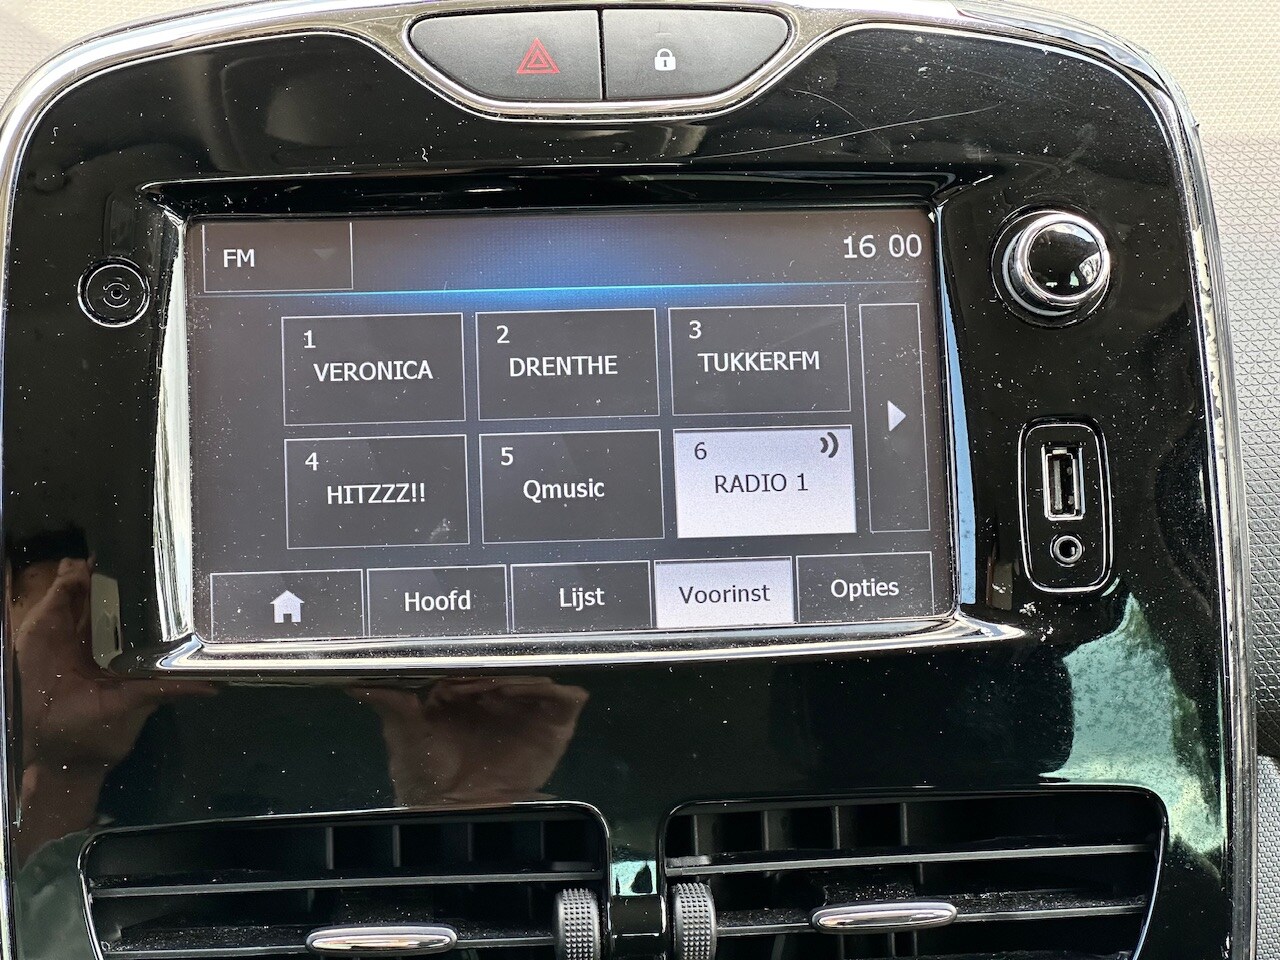 FM
16 00
1
VERONICA
2
DRENTHE
3
TUKKERFM
4
HITZZZ!!
5
Qmusic
6
RADIO 1
Hoofd
Lijst
Voorinst
Opties